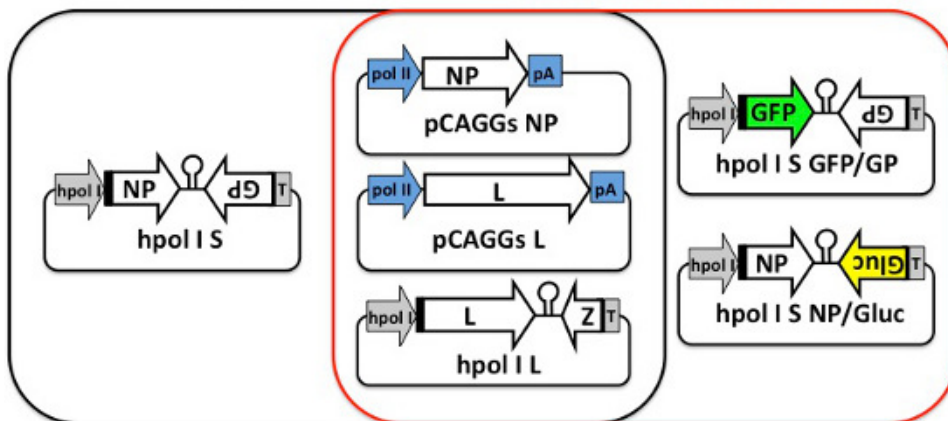 hpol I NP GP T
hpol I S
pol II NP pA
pCAGGs NP
pol II L pA
pCAGGs L
hpol I L Z T
hpol I L
hpol I GFP GP T
hpol I S GFP/GP
hpol I NP Gluc T
hpol I S NP/Gluc